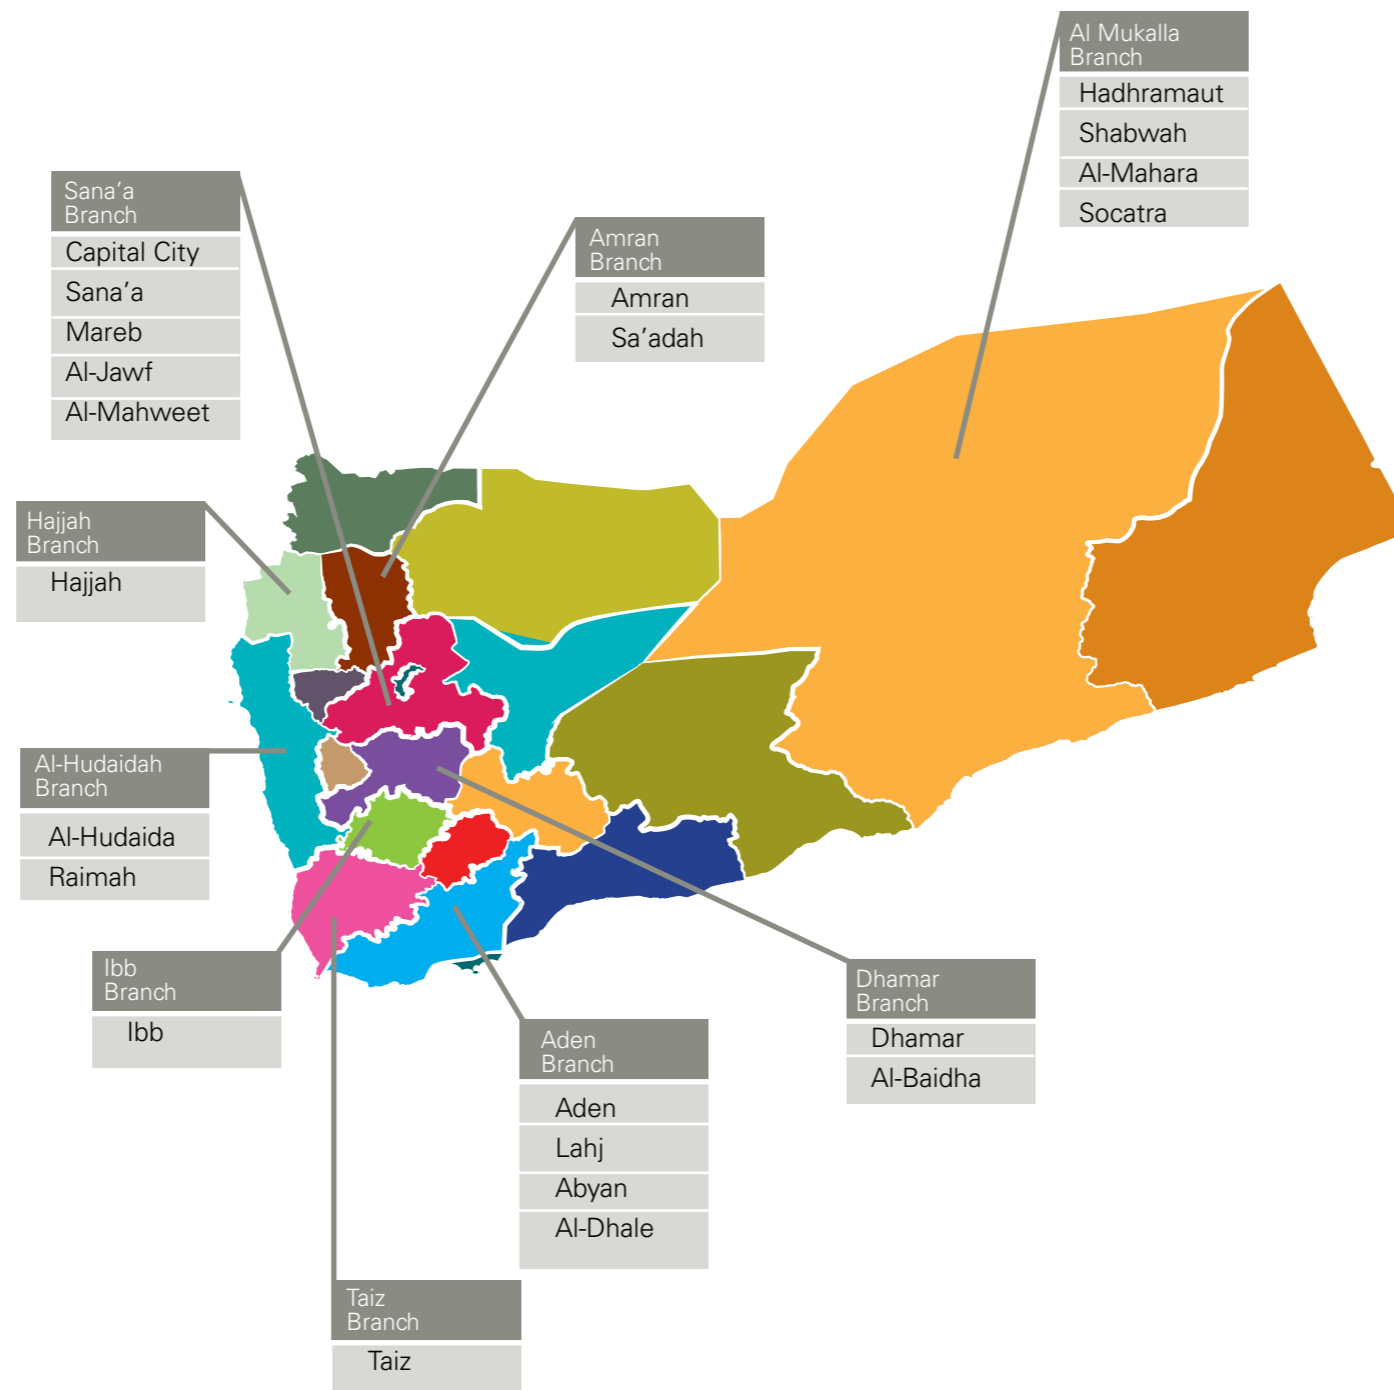 Al Mukalla
Branch
Hadhramaut
Shabwah
Al-Mahara
Socatra
Sana’a
Branch
Capital City
Sana’a
Mareb
Al-Jawf
Al-Mahweet
Amran
Branch
Amran
Sa’adah
Hajjah
Branch
Hajjah
Al-Hudaidah
Branch
Al-Hudaida
Raimah
Ibb
Branch
Ibb
Dhamar
Branch
Dhamar
Al-Baidha
Aden
Branch
Aden
Lahj
Abyan
Al-Dhale
Taiz
Branch
Taiz